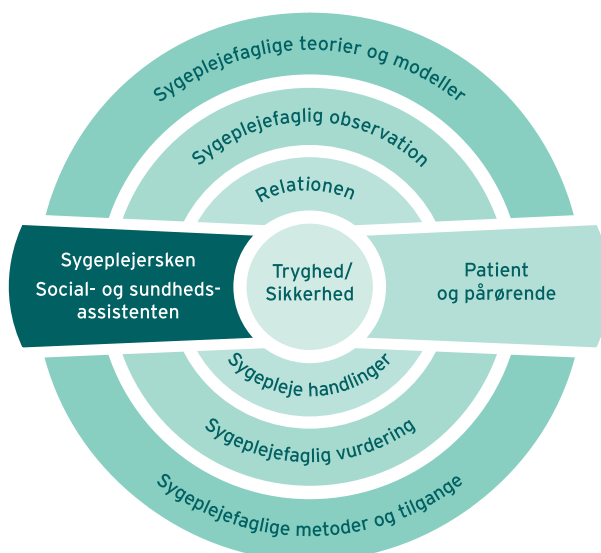 Sygeplejefaglige teorier og modeller
Sygeplejefaglig observation
Relationen
Sygeplejersken
Social- og sundheds-
assistenten
Tryghed/
Sikkerhed
Patient
og pårørende
Sygepleje handlinger
Sygeplejefaglig vurdering
Sygeplejefaglige metoder og tilgange